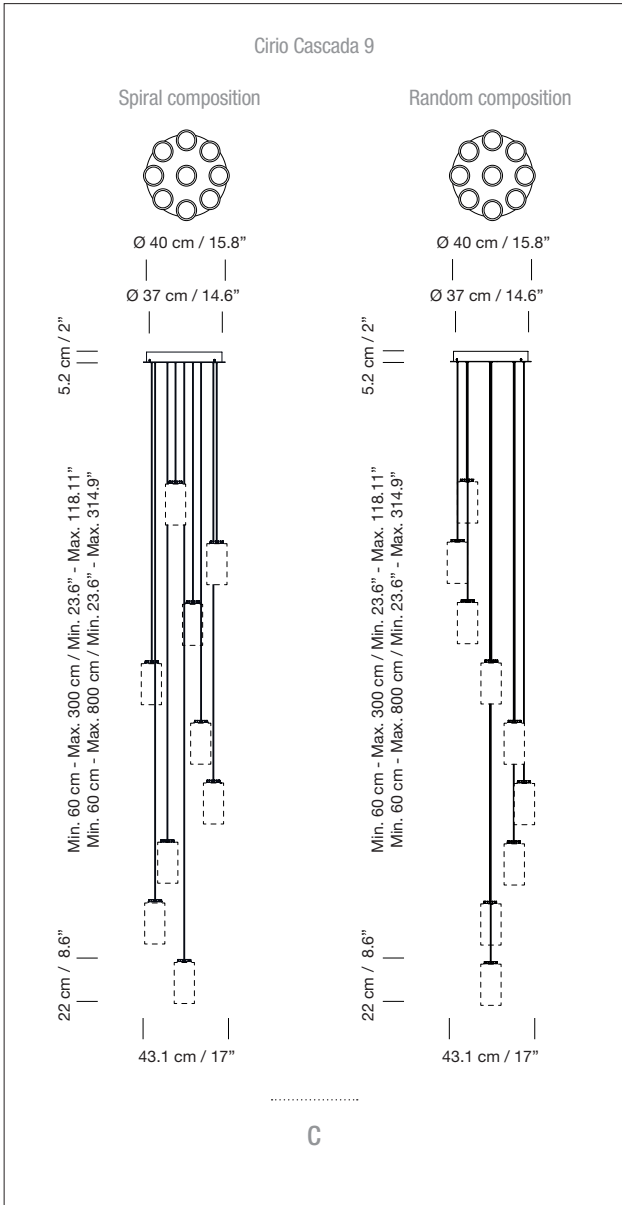 Cirio Cascada 9
Spiral composition
Ø 40 cm / 15.8”
Ø 37 cm / 14.6”
5.2 cm / 2”
Min. 60 cm - Max. 300 cm / Min. 23.6” - Max. 118.11”
Min. 60 cm - Max. 800 cm / Min. 23.6” - Max. 314.9”
22 cm / 8.6”
43.1 cm / 17”
Random composition
Ø 40 cm / 15.8”
Ø 37 cm / 14.6”
5.2 cm / 2”
Min. 60 cm - Max. 300 cm / Min. 23.6” - Max. 118.11”
Min. 60 cm - Max. 800 cm / Min. 23.6” - Max. 314.9”
22 cm / 8.6”
43.1 cm / 17”
C